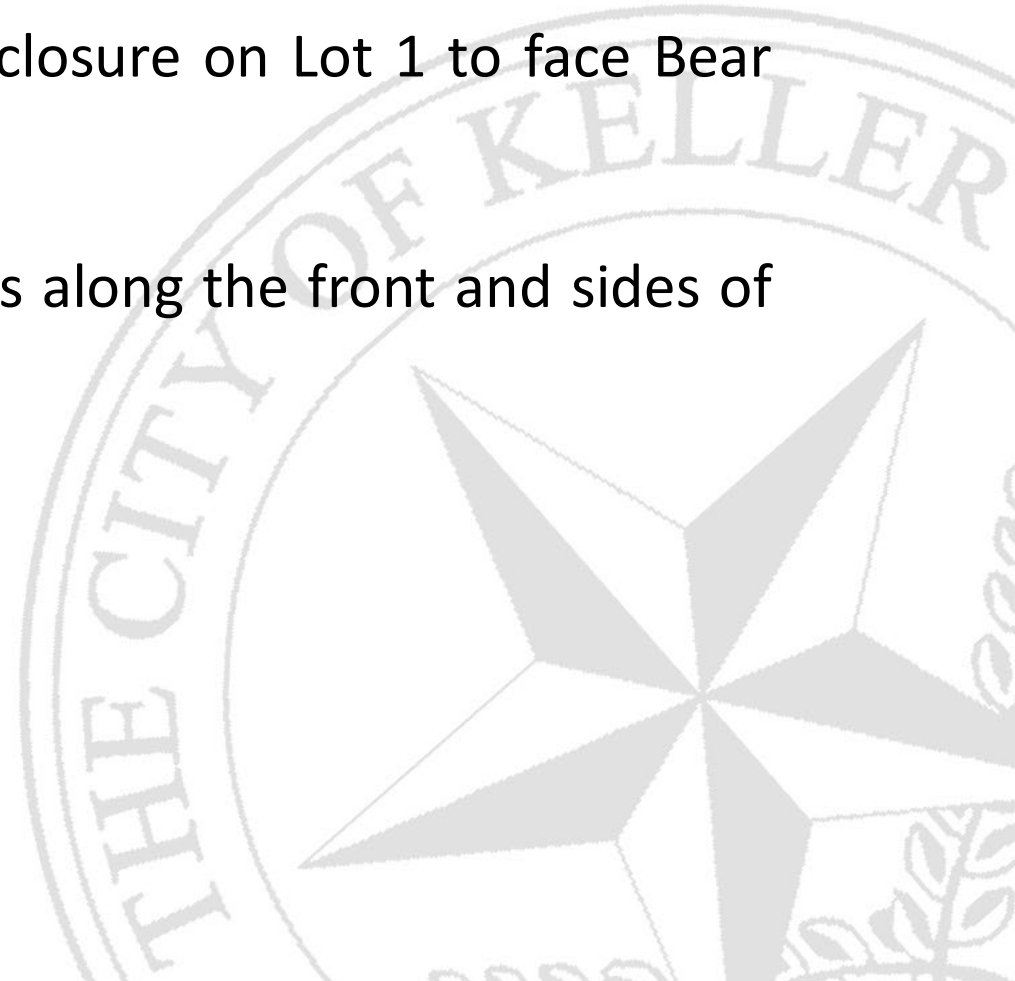 closure on Lot 1 to face Bear
s along the front and sides of
THE CITY OF KELLER